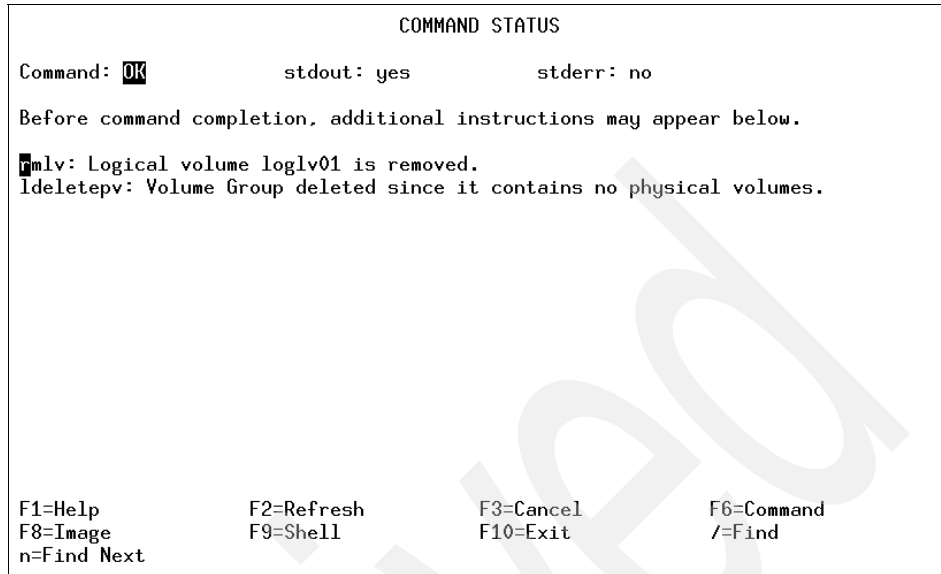 COMMAND STATUS
Command: OK stdout: yes stderr: no
Before command completion, additional instructions may appear below.
rmlv: Logical volume loglv01 is removed.
ldeletepv: Volume Group deleted since it contains no physical volumes.
F1=Help F2=Refresh F3=Cancel F6=Command
F8=Image F9=Shell F10=Exit /=Find
n=Find Next